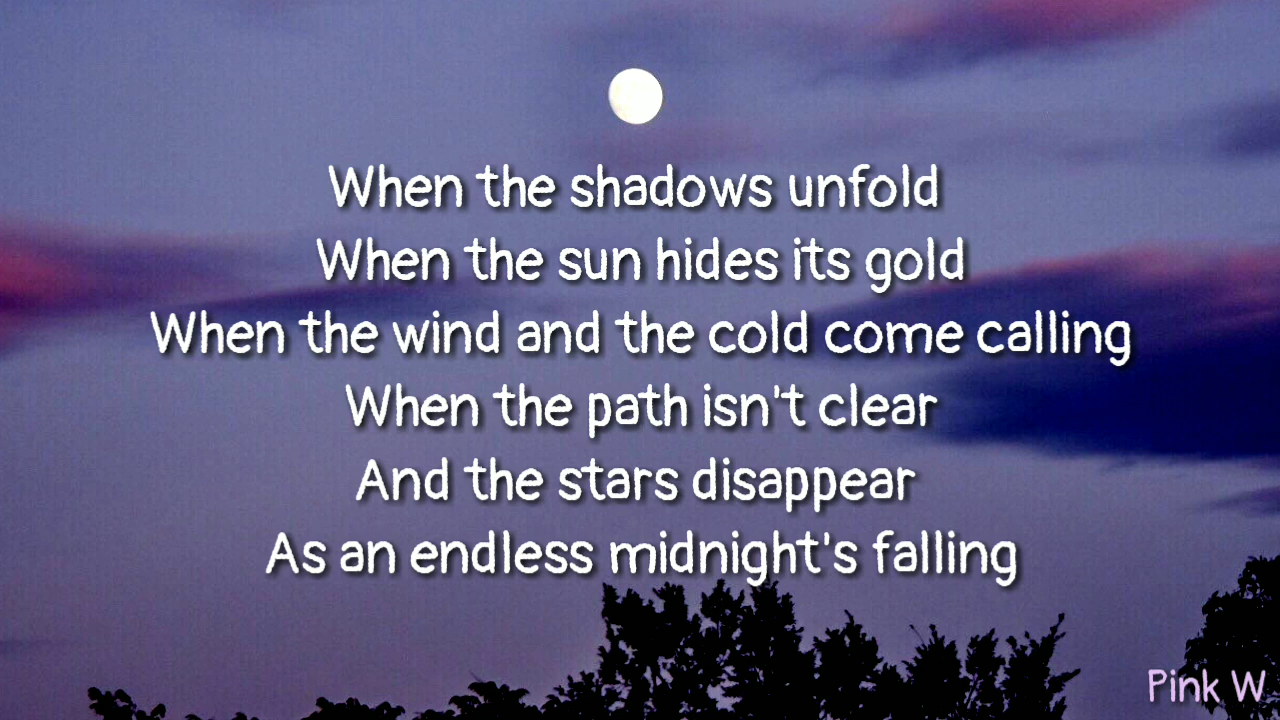 When the shadows unfold
When the sun hides its gold
When the wind and the cold come calling
When the path isn't clear
And the stars disappear
As an endless midnight's falling
Pink W